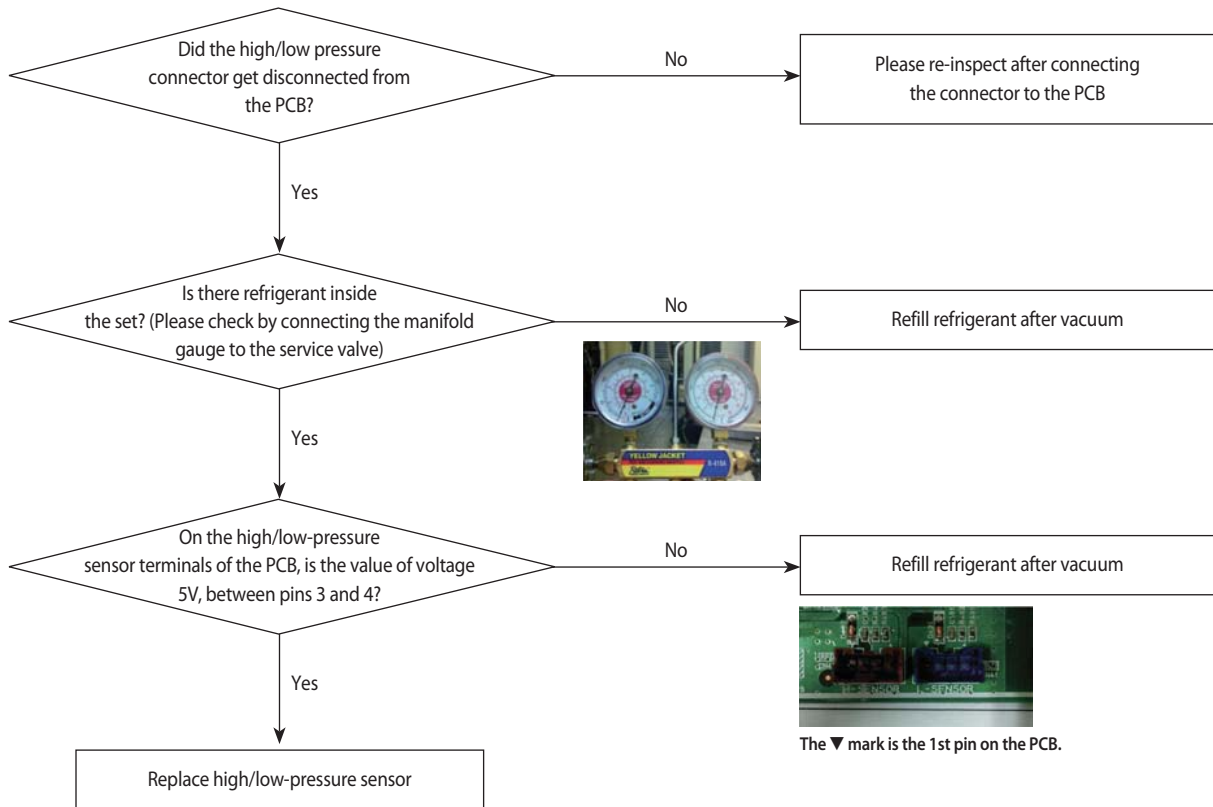 Did the high/low pressure
connector get disconnected from
the PCB?
No
Please re-inspect after connecting
the connector to the PCB
Yes
Is there refrigerant inside
the set? (Please check by connecting the manifold
gauge to the service valve)
No
Refill refrigerant after vacuum
YELLOW JACKET
Yes
On the high/low-pressure
sensor terminals of the PCB, is the value of voltage
5V, between pins 3 and 4?
No
Refill refrigerant after vacuum
H-SENSOR
L-SENSOR
The ▼ mark is the 1st pin on the PCB.
Yes
Replace high/low-pressure sensor